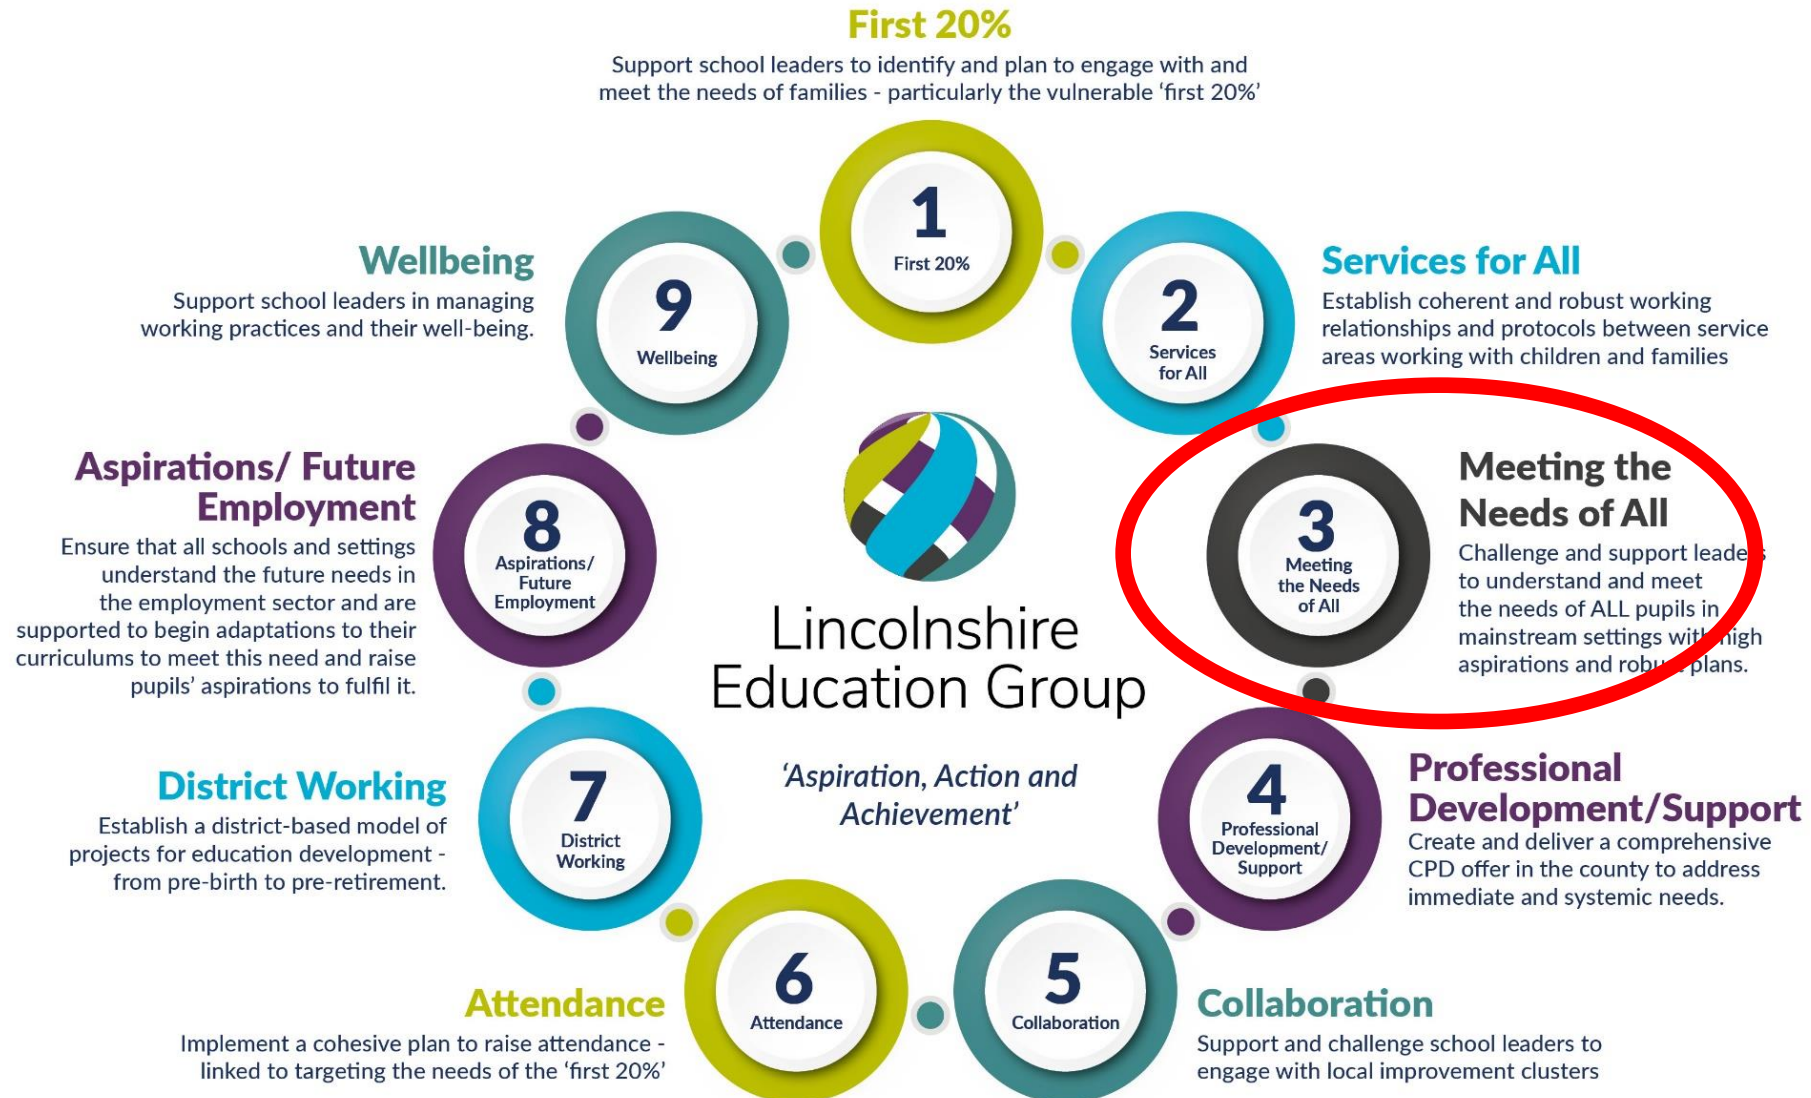 First 20%
Support school leaders to identify and plan to engage with and
meet the needs of families - particularly the vulnerable ‘first 20%’
1
First 20%
2
Services
for All
Services for All
Establish coherent and robust working
relationships and protocols between service
areas working with children and families
3
Meeting
the Needs
of All
Meeting the
Needs of All
Challenge and support leaders
to understand and meet
the needs of ALL pupils in
mainstream settings with high
aspirations and robust plans.
4
Professional
Development/
Support
Professional
Development/Support
Create and deliver a comprehensive
CPD offer in the county to address
immediate and systemic needs.
5
Collaboration
Collaboration
Support and challenge school leaders to
engage with local improvement clusters
6
Attendance
Attendance
Implement a cohesive plan to raise attendance -
linked to targeting the needs of the ‘first 20%’
7
District
Working
District Working
Establish a district-based model of
projects for education development -
from pre-birth to pre-retirement.
8
Aspirations/
Future
Employment
Aspirations/ Future
Employment
Ensure that all schools and settings
understand the future needs in
the employment sector and are
supported to begin adaptations to their
curriculums to meet this need and raise
pupils’ aspirations to fulfil it.
9
Wellbeing
Wellbeing
Support school leaders in managing
working practices and their well-being.
Lincolnshire
Education Group
‘Aspiration, Action and
Achievement’